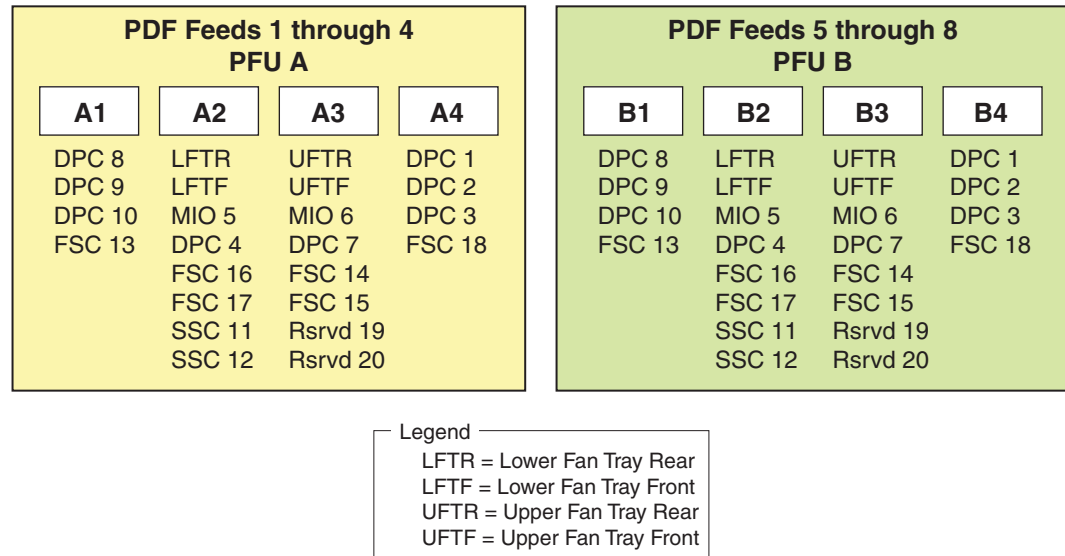 PDF Feeds 1 through 4
PFU A
A1 A2 A3 A4
DPC 8 LFTR UFTR DPC 1
DPC 9 LFTF UFTF DPC 2
DPC 10 MIO 5 MIO 6 DPC 3
FSC 13 DPC 4 DPC 7 FSC 18
FSC 16 FSC 14
FSC 17 FSC 15
SSC 11 Rsrvd 19
SSC 12 Rsrvd 20
PDF Feeds 5 through 8
PFU B
B1 B2 B3 B4
DPC 8 LFTR UFTR DPC 1
DPC 9 LFTF UFTF DPC 2
DPC 10 MIO 5 MIO 6 DPC 3
FSC 13 DPC 4 DPC 7 FSC 18
FSC 16 FSC 14
FSC 17 FSC 15
SSC 11 Rsrvd 19
SSC 12 Rsrvd 20
Legend
LFTR = Lower Fan Tray Rear
LFTF = Lower Fan Tray Front
UFTR = Upper Fan Tray Rear
UFTF = Upper Fan Tray Front